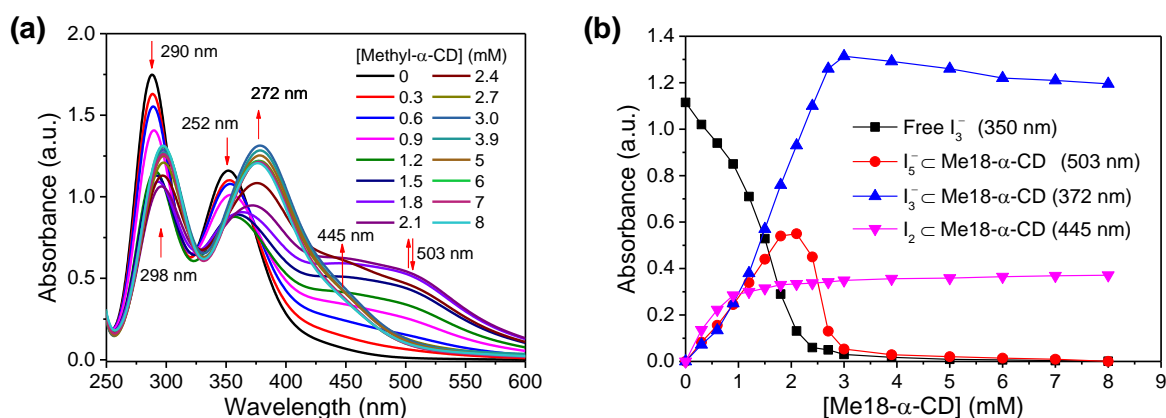 (a)
2.0
1.5
1.0
0.5
0.0
Absorbance (a.u.)
250 300 350 400 450 500 550 600
Wavelength (nm)
290 nm
252 nm
272 nm
298 nm
445 nm
503 nm
[Methyl-α-CD] (mM)
0 2.4
0.3 2.7
0.6 3.0
0.9 3.9
1.2 5
1.5 6
1.8 7
2.1 8
(b)
1.4
1.2
1.0
0.8
0.6
0.4
0.2
0.0
Absorbance (a.u.)
0 1 2 3 4 5 6 7 8 9
[Me18-α-CD] (mM)
Free I₃⁻ (350 nm)
I₅⁻ ⊂ Me18-α-CD (503 nm)
I₃⁻ ⊂ Me18-α-CD (372 nm)
I₂ ⊂ Me18-α-CD (445 nm)